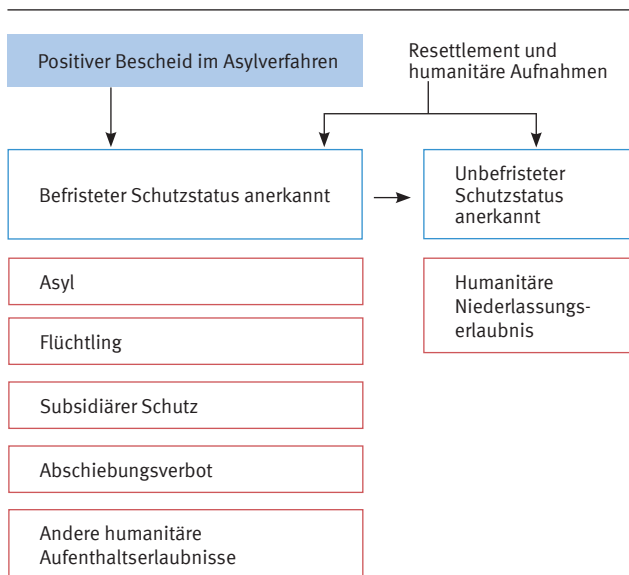 Positiver Bescheid im Asylverfahren
Resettlement und
humanitäre Aufnahmen
Befristeter Schutzstatus anerkannt
Unbefristeter
Schutzstatus
anerkannt
Asyl
Flüchtling
Subsidiärer Schutz
Abschiebungsverbot
Andere humanitäre
Aufenthaltserlaubnisse
Humanitäre
Niederlassungs-
erlaubnis